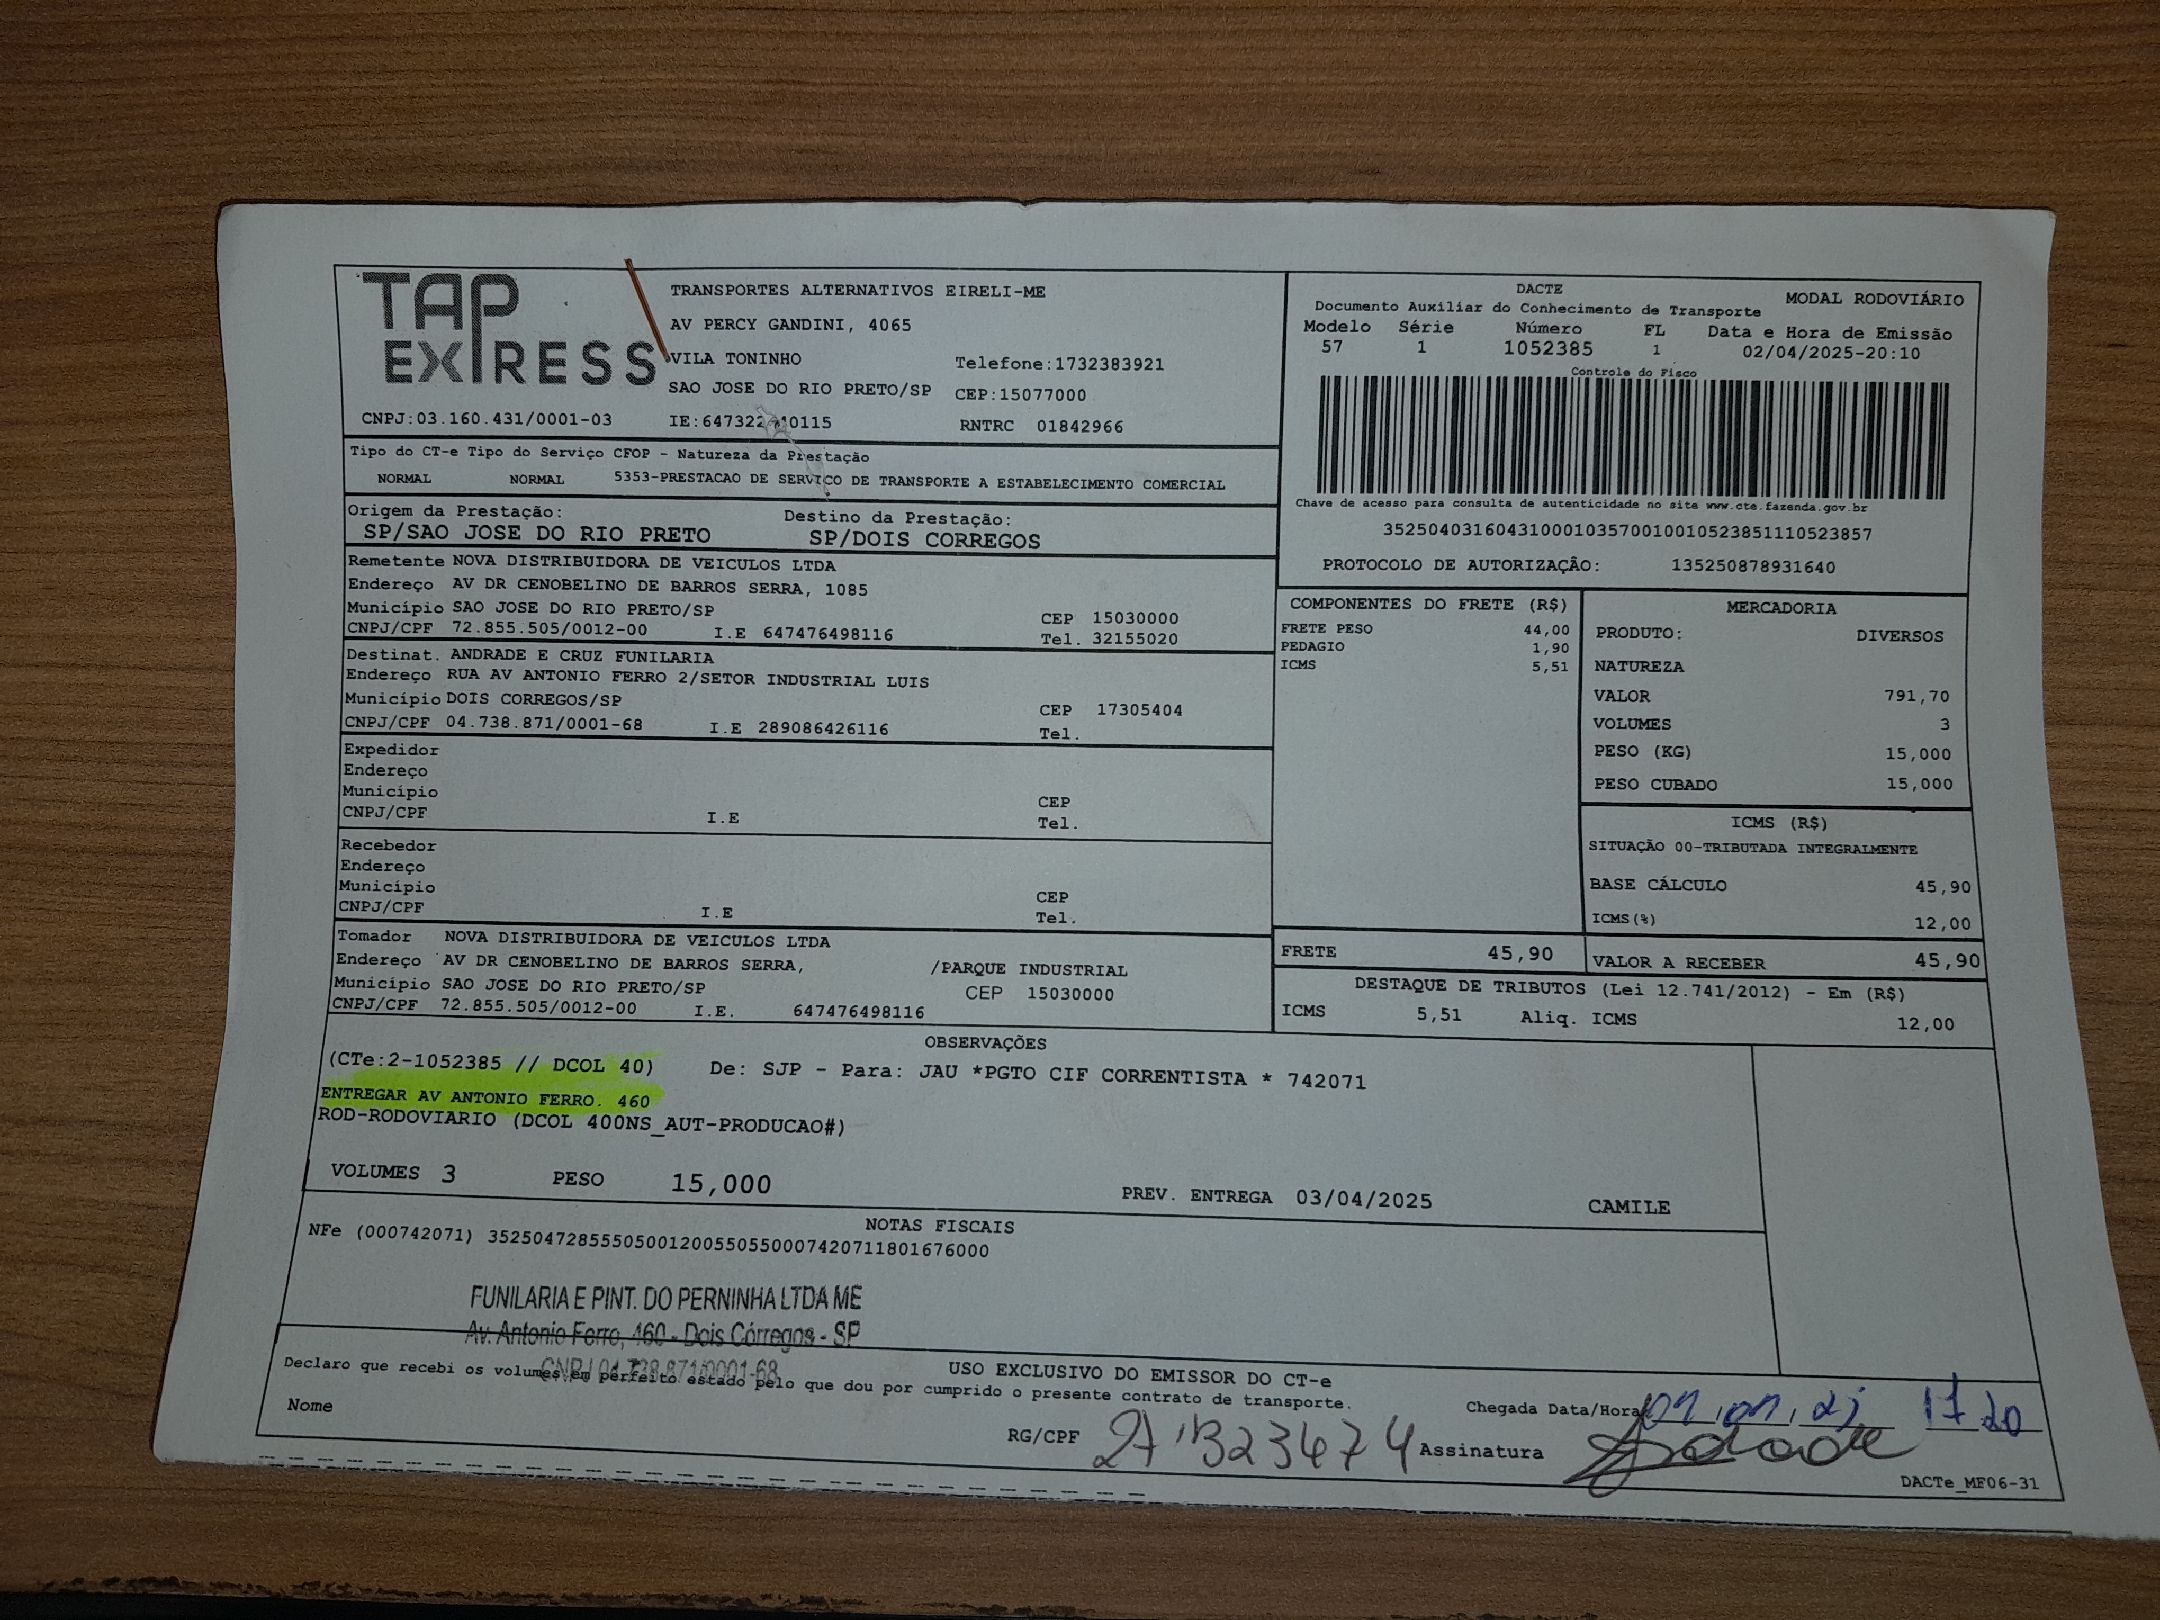 TAP
EXPRESS
TRANSPORTES ALTERNATIVOS EIRELI-ME
AV PERCY GANDINI, 4065
VILA TONINHO Telefone:1732383921
SAO JOSE DO RIO PRETO/SP CEP:15077000
CNPJ:03.160.431/0001-03 RNTRC 01842966
DACTE MODAL RODOVIÁRIO
Documento Auxiliar do Conhecimento de Transporte
Modelo Série Número FL Data e Hora de Emissão
57 1 1052385 1 02/04/2025-20:10
Controle do Fisco
Chave de acesso para consulta de autenticidade no site www.cte.fazenda.gov.br
35250403160431000103570010010523851110523857
PROTOCOLO DE AUTORIZAÇÃO: 135250878931640
Tipo do CT-e Tipo do Serviço CFOP - Natureza da Prestação
NORMAL NORMAL 5353-PRESTACAO DE SERVICO DE TRANSPORTE A ESTABELECIMENTO COMERCIAL
Origem da Prestação: Destino da Prestação:
SP/SAO JOSE DO RIO PRETO SP/DOIS CORREGOS
Remetente NOVA DISTRIBUIDORA DE VEICULOS LTDA
Endereço AV DR CENOBELINO DE BARROS SERRA, 1085
Município SAO JOSE DO RIO PRETO/SP CEP 15030000
CNPJ/CPF 72.855.505/0012-00 I.E 647476498116 Tel. 32155020
Destinat. ANDRADE E CRUZ FUNILARIA
Endereço RUA AV ANTONIO FERRO 2/SETOR INDUSTRIAL LUIS
Município DOIS CORREGOS/SP CEP 17305404
CNPJ/CPF 04.738.871/0001-68 I.E 289086426116 Tel.
Expedidor
Endereço
Município CEP
CNPJ/CPF I.E Tel.
Recebedor
Endereço
Município CEP
CNPJ/CPF I.E Tel.
Tomador NOVA DISTRIBUIDORA DE VEICULOS LTDA
Endereço AV DR CENOBELINO DE BARROS SERRA, /PARQUE INDUSTRIAL
Município SAO JOSE DO RIO PRETO/SP CEP 15030000
CNPJ/CPF 72.855.505/0012-00 I.E. 647476498116
COMPONENTES DO FRETE (R$)
FRETE PESO 44,00
PEDAGIO 1,90
ICMS 5,51
MERCADORIA
PRODUTO: DIVERSOS
NATUREZA
VALOR 791,70
VOLUMES 3
PESO (KG) 15,000
PESO CUBADO 15,000
ICMS (R$)
SITUAÇÃO 00-TRIBUTADA INTEGRALMENTE
BASE CÁLCULO 45,90
ICMS(%) 12,00
FRETE 45,90 VALOR A RECEBER 45,90
DESTAQUE DE TRIBUTOS (Lei 12.741/2012) - Em (R$)
ICMS 5,51 Aliq. ICMS 12,00
OBSERVAÇÕES
(CTe:2-1052385 // DCOL 40) De: SJP - Para: JAU *PGTO CIF CORRENTISTA * 742071
ENTREGAR AV ANTONIO FERRO. 460
ROD-RODOVIARIO (DCOL 400NS_AUT-PRODUCAO#)
VOLUMES 3 PESO 15,000 PREV. ENTREGA 03/04/2025 CAMILE
NOTAS FISCAIS
NFe (000742071) 35250472855505001200550550007420711801676000
FUNILARIA E PINT. DO PERNINHA LTDA ME
Av. Antonio Ferro, 460 - Dois Córregos - SP
CNPJ 04.738.871/0001-68
USO EXCLUSIVO DO EMISSOR DO CT-e
Declaro que recebi os volumes em perfeito estado pelo que dou por cumprido o presente contrato de transporte.
Nome RG/CPF Chegada Data/Hora 17 20
Assinatura
DACTe_MF06-31